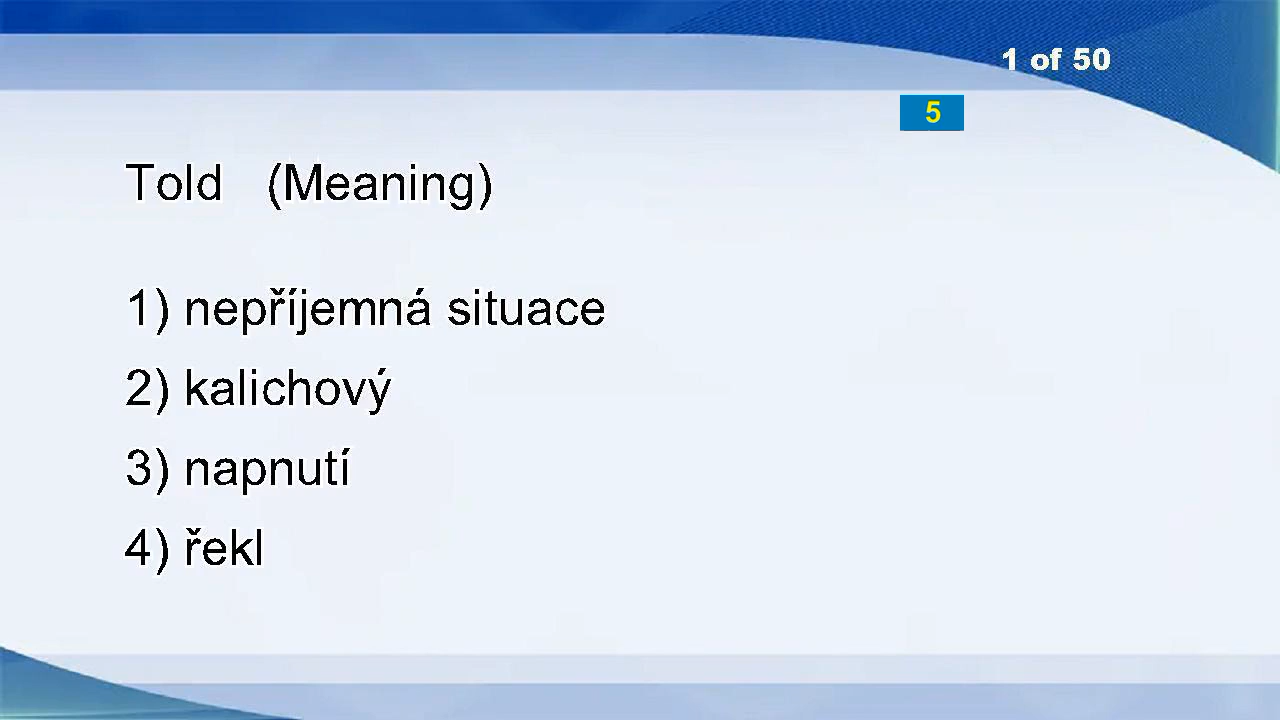 1 of 50
5
Told (Meaning)
1) nepříjemná situace
2) kalichový
3) napnutí
4) řekl